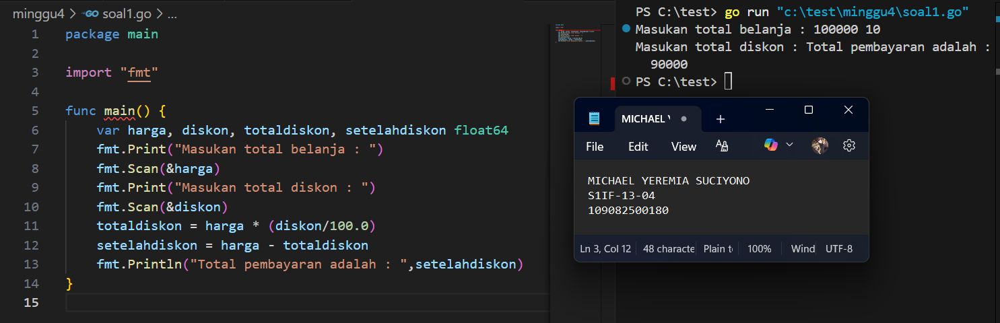 minggu4 > GO soal1.go > ...
1 package main
2
3 import "fmt"
4
5 func main() {
6 var harga, diskon, totaldiskon, setelahdiskon float64
7 fmt.Print("Masukan total belanja : ")
8 fmt.Scan(&harga)
9 fmt.Print("Masukan total diskon : ")
10 fmt.Scan(&diskon)
11 totaldiskon = harga * (diskon/100.0)
12 setelahdiskon = harga - totaldiskon
13 fmt.Println("Total pembayaran adalah : ",setelahdiskon)
14 }
15
PS C:\test> go run "c:\test\minggu4\soal1.go"
Masukan total belanja : 100000 10
Masukan total diskon : Total pembayaran adalah :
90000
PS C:\test>
MICHAEL
File Edit View
MICHAEL YEREMIA SUCIYONO
S1IF-13-04
109082500180
Ln 3, Col 12 48 characte Plain t 100% Wind UTF-8